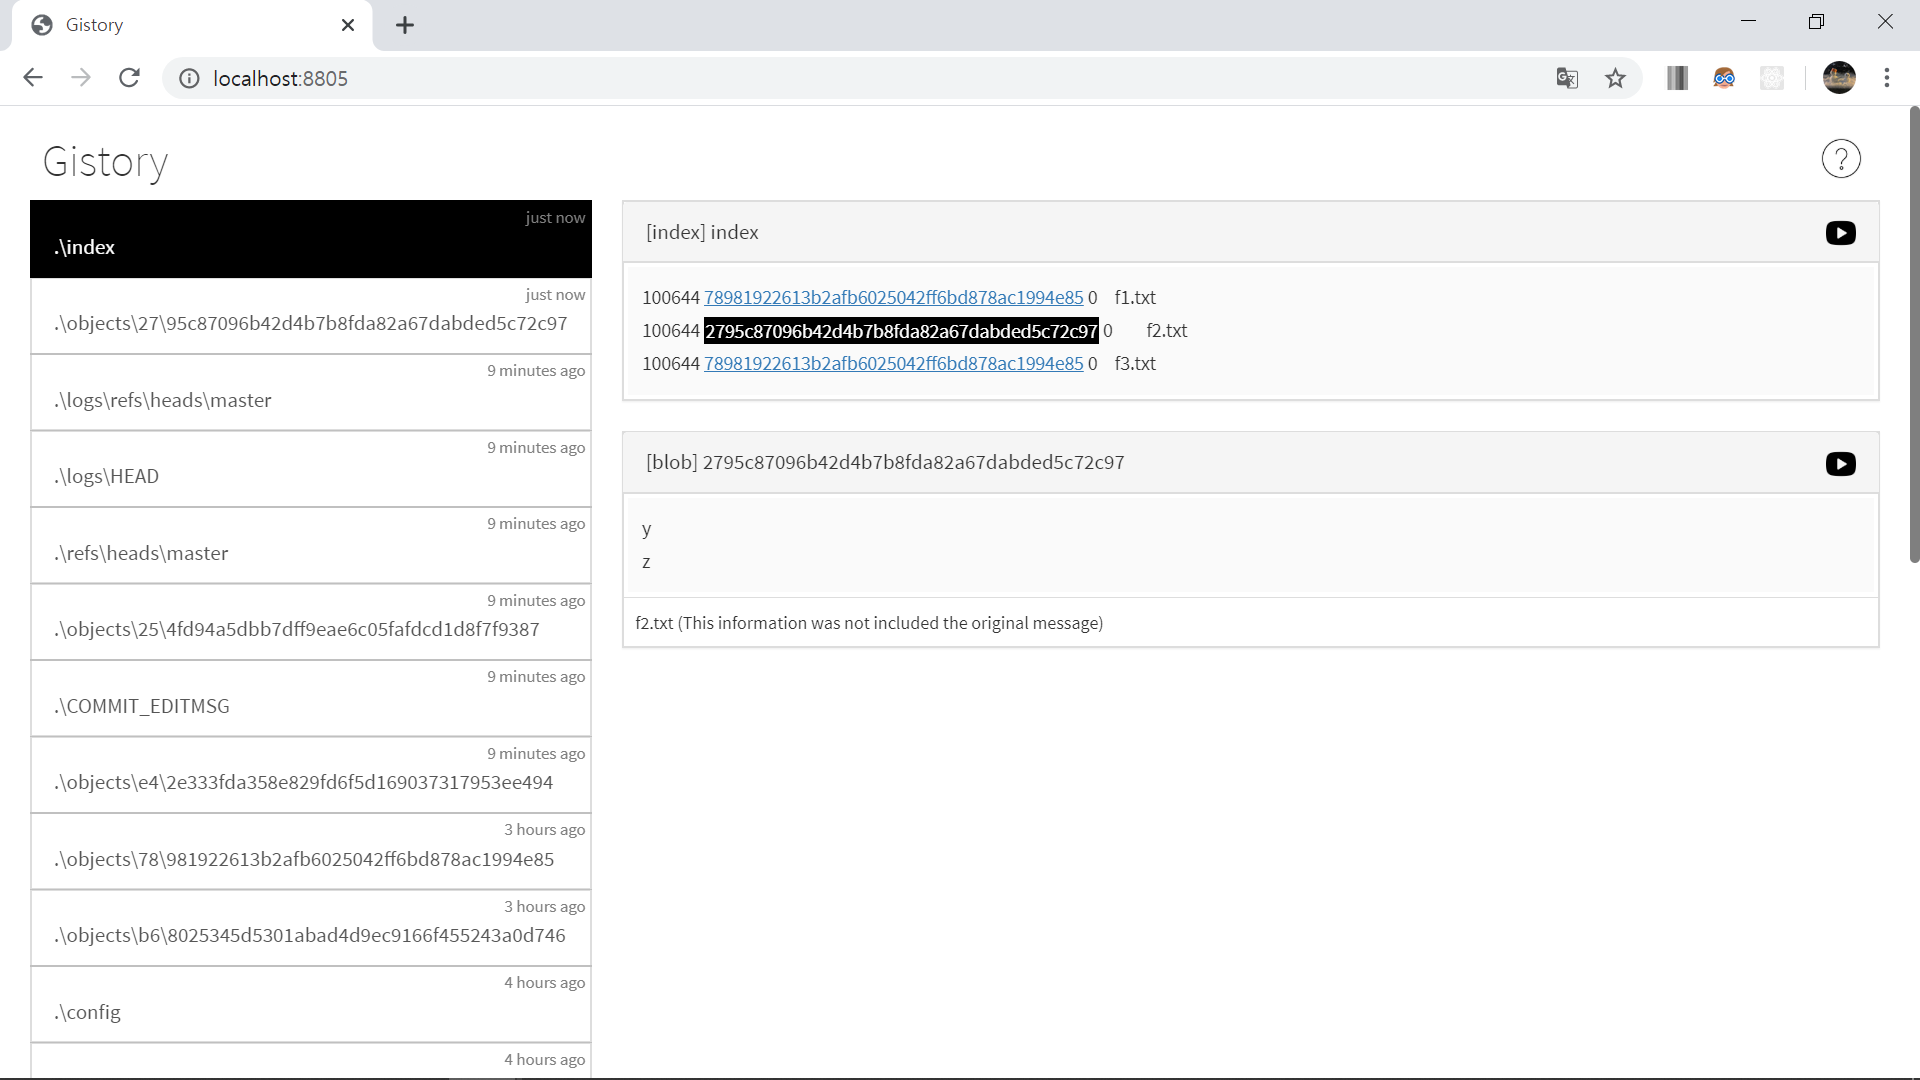 Gistory
localhost:8805
Gistory
?
just now
.\index
just now
.\objects\27\95c87096b42d4b7b8fda82a67dabded5c72c97
9 minutes ago
.\logs\refs\heads\master
9 minutes ago
.\logs\HEAD
9 minutes ago
.\refs\heads\master
9 minutes ago
.\objects\25\4fd94a5dbb7dff9eae6c05fafdcd1d8f7f9387
9 minutes ago
.\COMMIT_EDITMSG
9 minutes ago
.\objects\e4\2e333fda358e829fd6f5d169037317953ee494
3 hours ago
.\objects\78\981922613b2afb6025042ff6bd878ac1994e85
3 hours ago
.\objects\b6\8025345d5301abad4d9ec9166f455243a0d746
4 hours ago
.\config
4 hours ago
[index] index
100644 78981922613b2afb6025042ff6bd878ac1994e85 0 f1.txt
100644 2795c87096b42d4b7b8fda82a67dabded5c72c97 0 f2.txt
100644 78981922613b2afb6025042ff6bd878ac1994e85 0 f3.txt
[blob] 2795c87096b42d4b7b8fda82a67dabded5c72c97
y
z
f2.txt (This information was not included the original message)